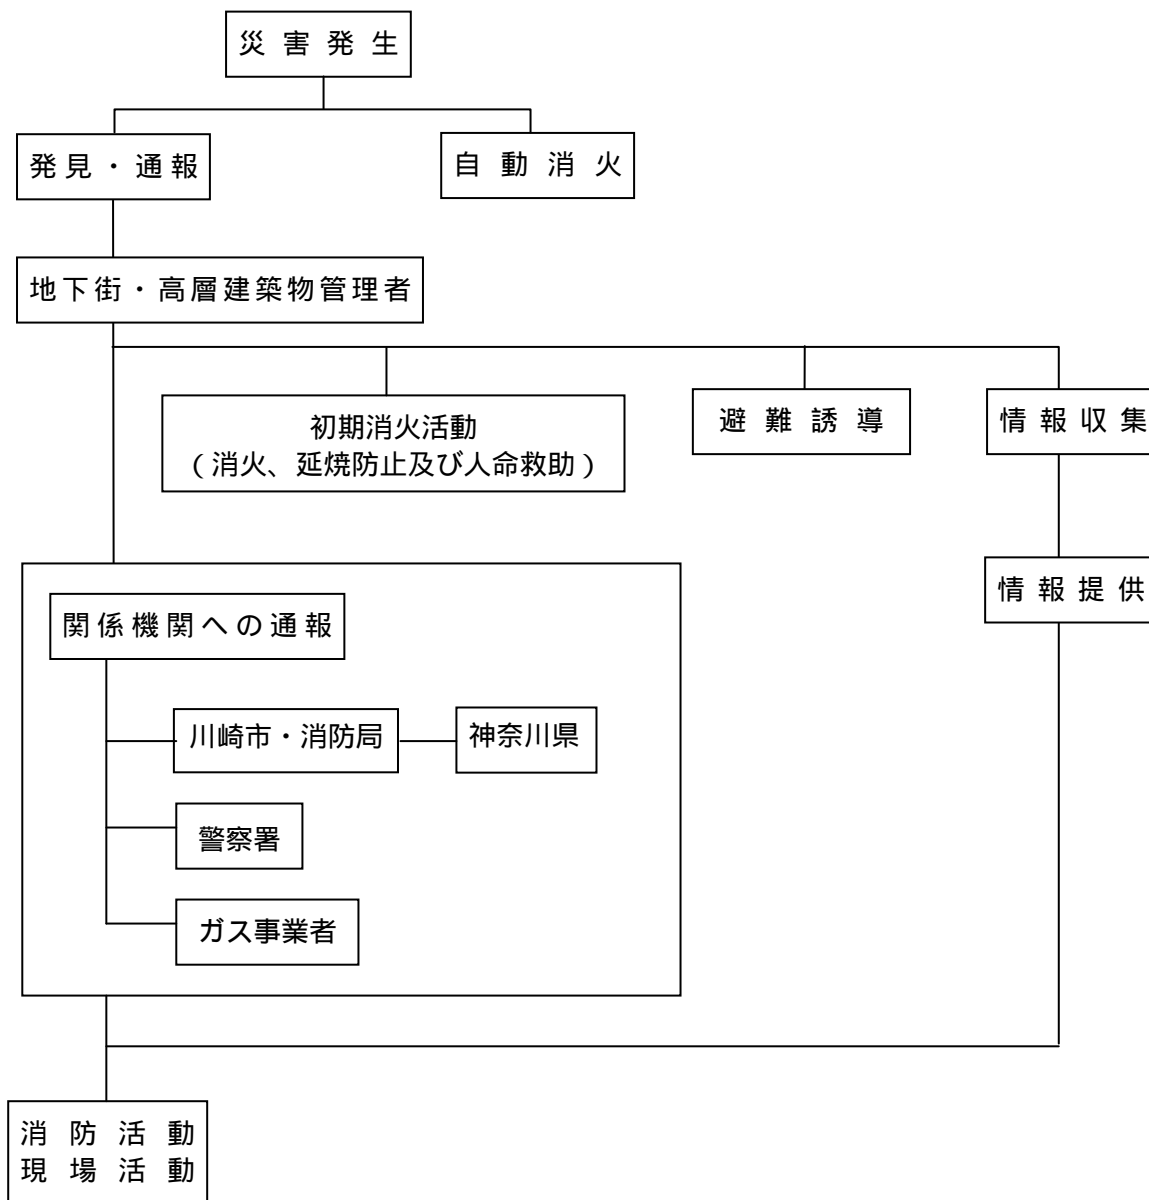 災害発生
発見・通報
自動消火
地下街・高層建築物管理者
初期消火活動
（消火、延焼防止及び人命救助）
避難誘導
情報収集
情報提供
関係機関への通報
川崎市・消防局
神奈川県
警察署
ガス事業者
消防活動
現場活動